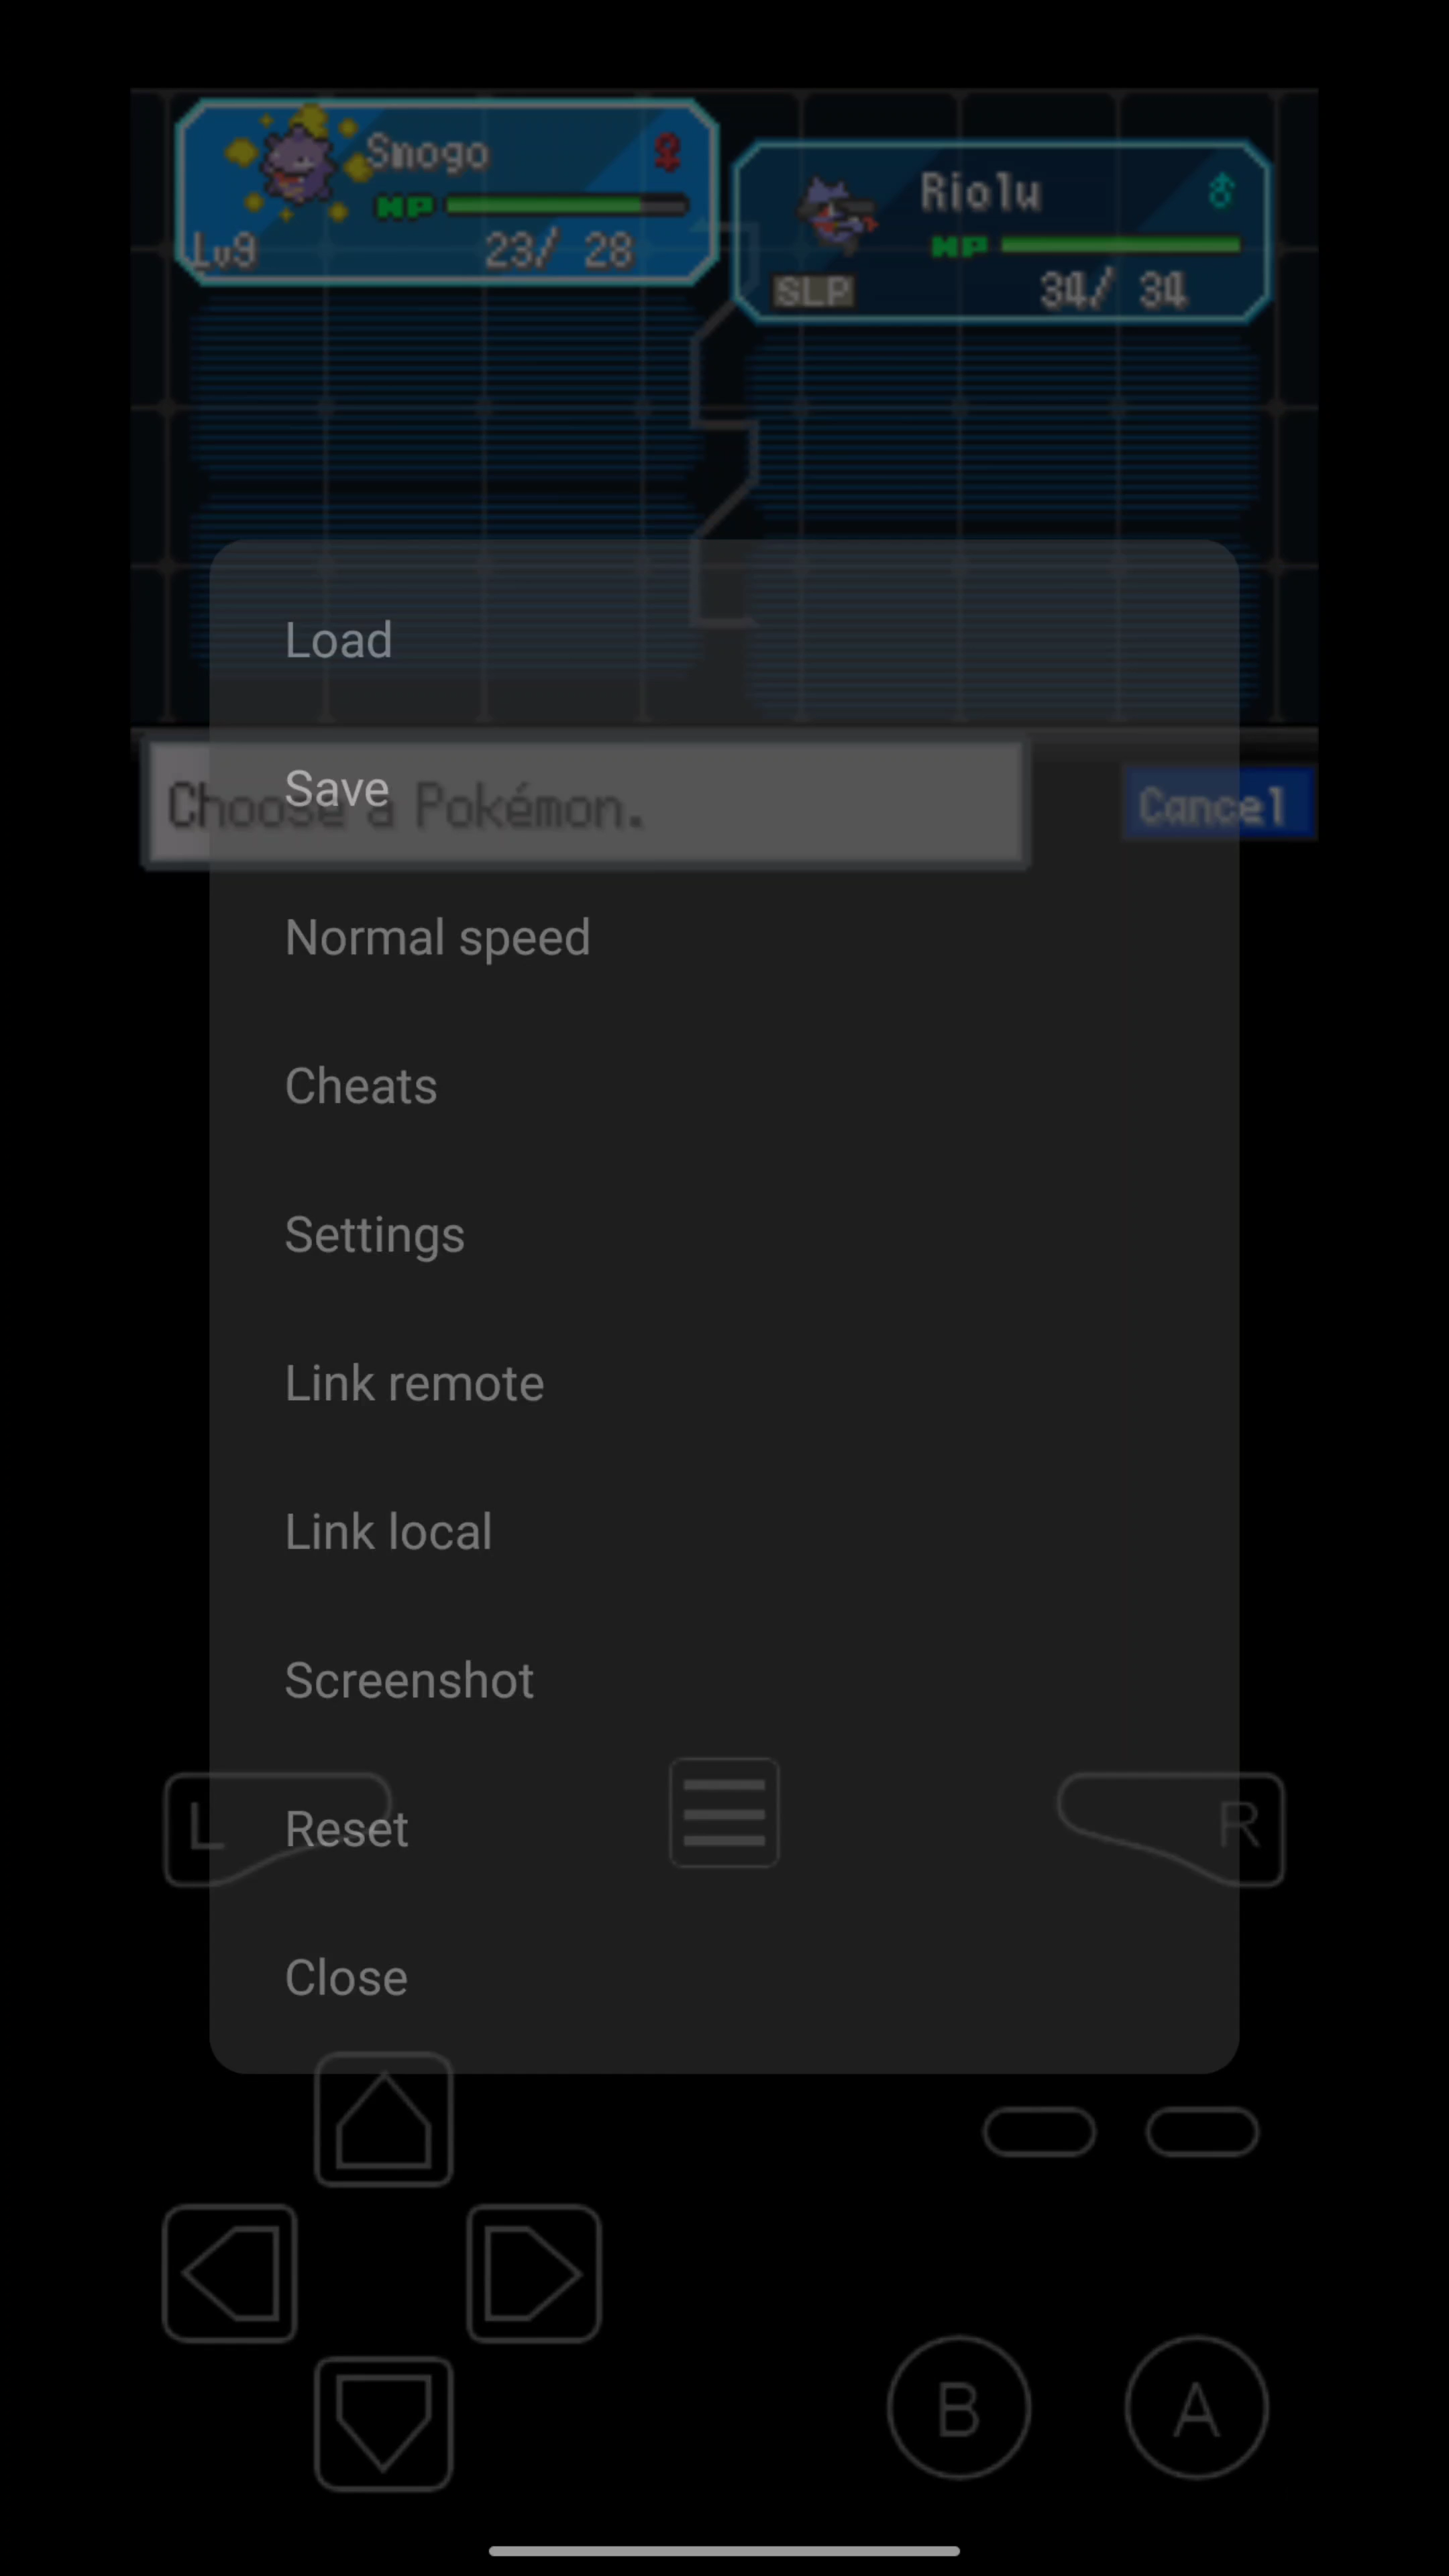 Smogo ♀
HP
Lv9 23/ 28
Riolu ♂
HP
SLP 34/ 34
Load
Choose a Pokémon.
Save
Cancel
Normal speed
Cheats
Settings
Link remote
Link local
Screenshot
L
Reset
R
Close
B
A